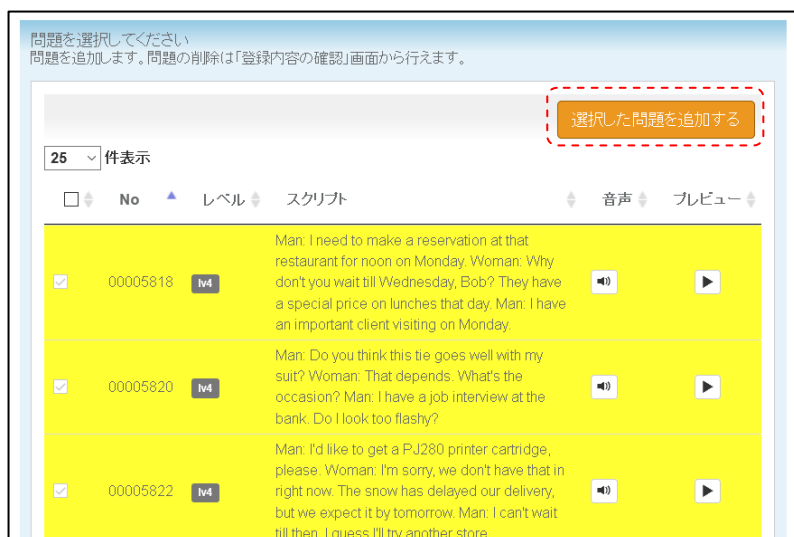 問題を選択してください
問題を追加します。問題の削除は「登録内容の確認」画面から行えます。
選択した問題を追加する
25 件表示
No レベル スクリプト 音声 プレビュー
Man: I need to make a reservation at that
restaurant for noon on Monday. Woman: Why
00005818 lv4 don't you wait till Wednesday, Bob? They have
a special price on lunches that day. Man: I have
an important client visiting on Monday.
Man: Do you think this tie goes well with my
suit? Woman: That depends. What's the
00005820 lv4 occasion? Man: I have a job interview at the
bank. Do I look too flashy?
Man: I'd like to get a PJ280 printer cartridge,
please. Woman: I'm sorry, we don't have that in
00005822 lv4 right now. The snow has delayed our delivery,
but we expect it by tomorrow. Man: I can't wait
till then. I guess I'll try another store.